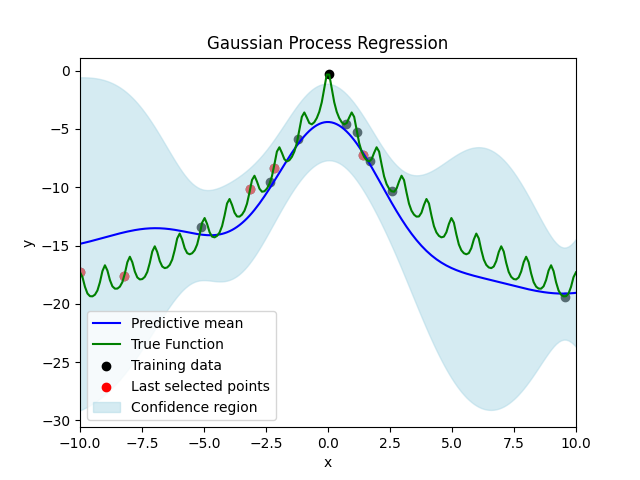 Gaussian Process Regression
y
0
−5
−10
−15
−20
−25
−30
Predictive mean
True Function
Training data
Last selected points
Confidence region
−10.0 −7.5 −5.0 −2.5 0.0 2.5 5.0 7.5 10.0
x